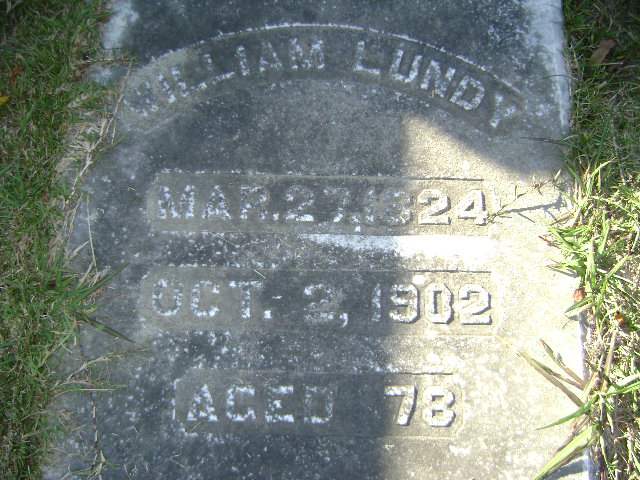 WILLIAM LUNDY
MAR. 27, 1824
OCT. 2, 1902
AGED 78